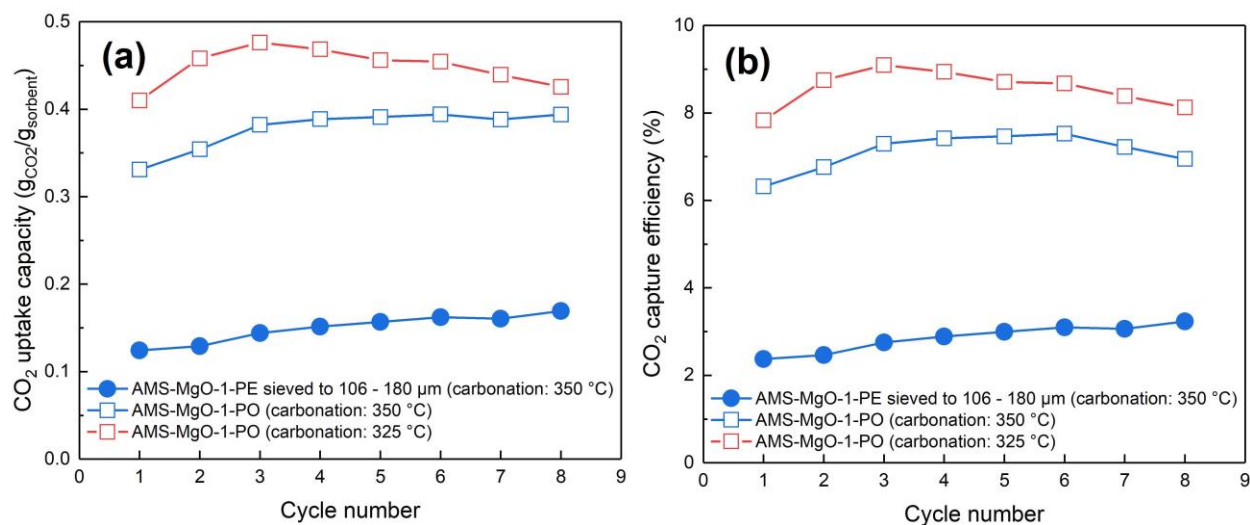 (a)
CO2 uptake capacity (gCO2/gsorbent)
0.5
0.4
0.3
0.2
0.1
0.0
AMS-MgO-1-PE sieved to 106 - 180 µm (carbonation: 350 °C)
AMS-MgO-1-PO (carbonation: 350 °C)
AMS-MgO-1-PO (carbonation: 325 °C)
0 1 2 3 4 5 6 7 8 9
Cycle number
(b)
CO2 capture efficiency (%)
10
8
6
4
2
0
AMS-MgO-1-PE sieved to 106 - 180 µm (carbonation: 350 °C)
AMS-MgO-1-PO (carbonation: 350 °C)
AMS-MgO-1-PO (carbonation: 325 °C)
0 1 2 3 4 5 6 7 8 9
Cycle number